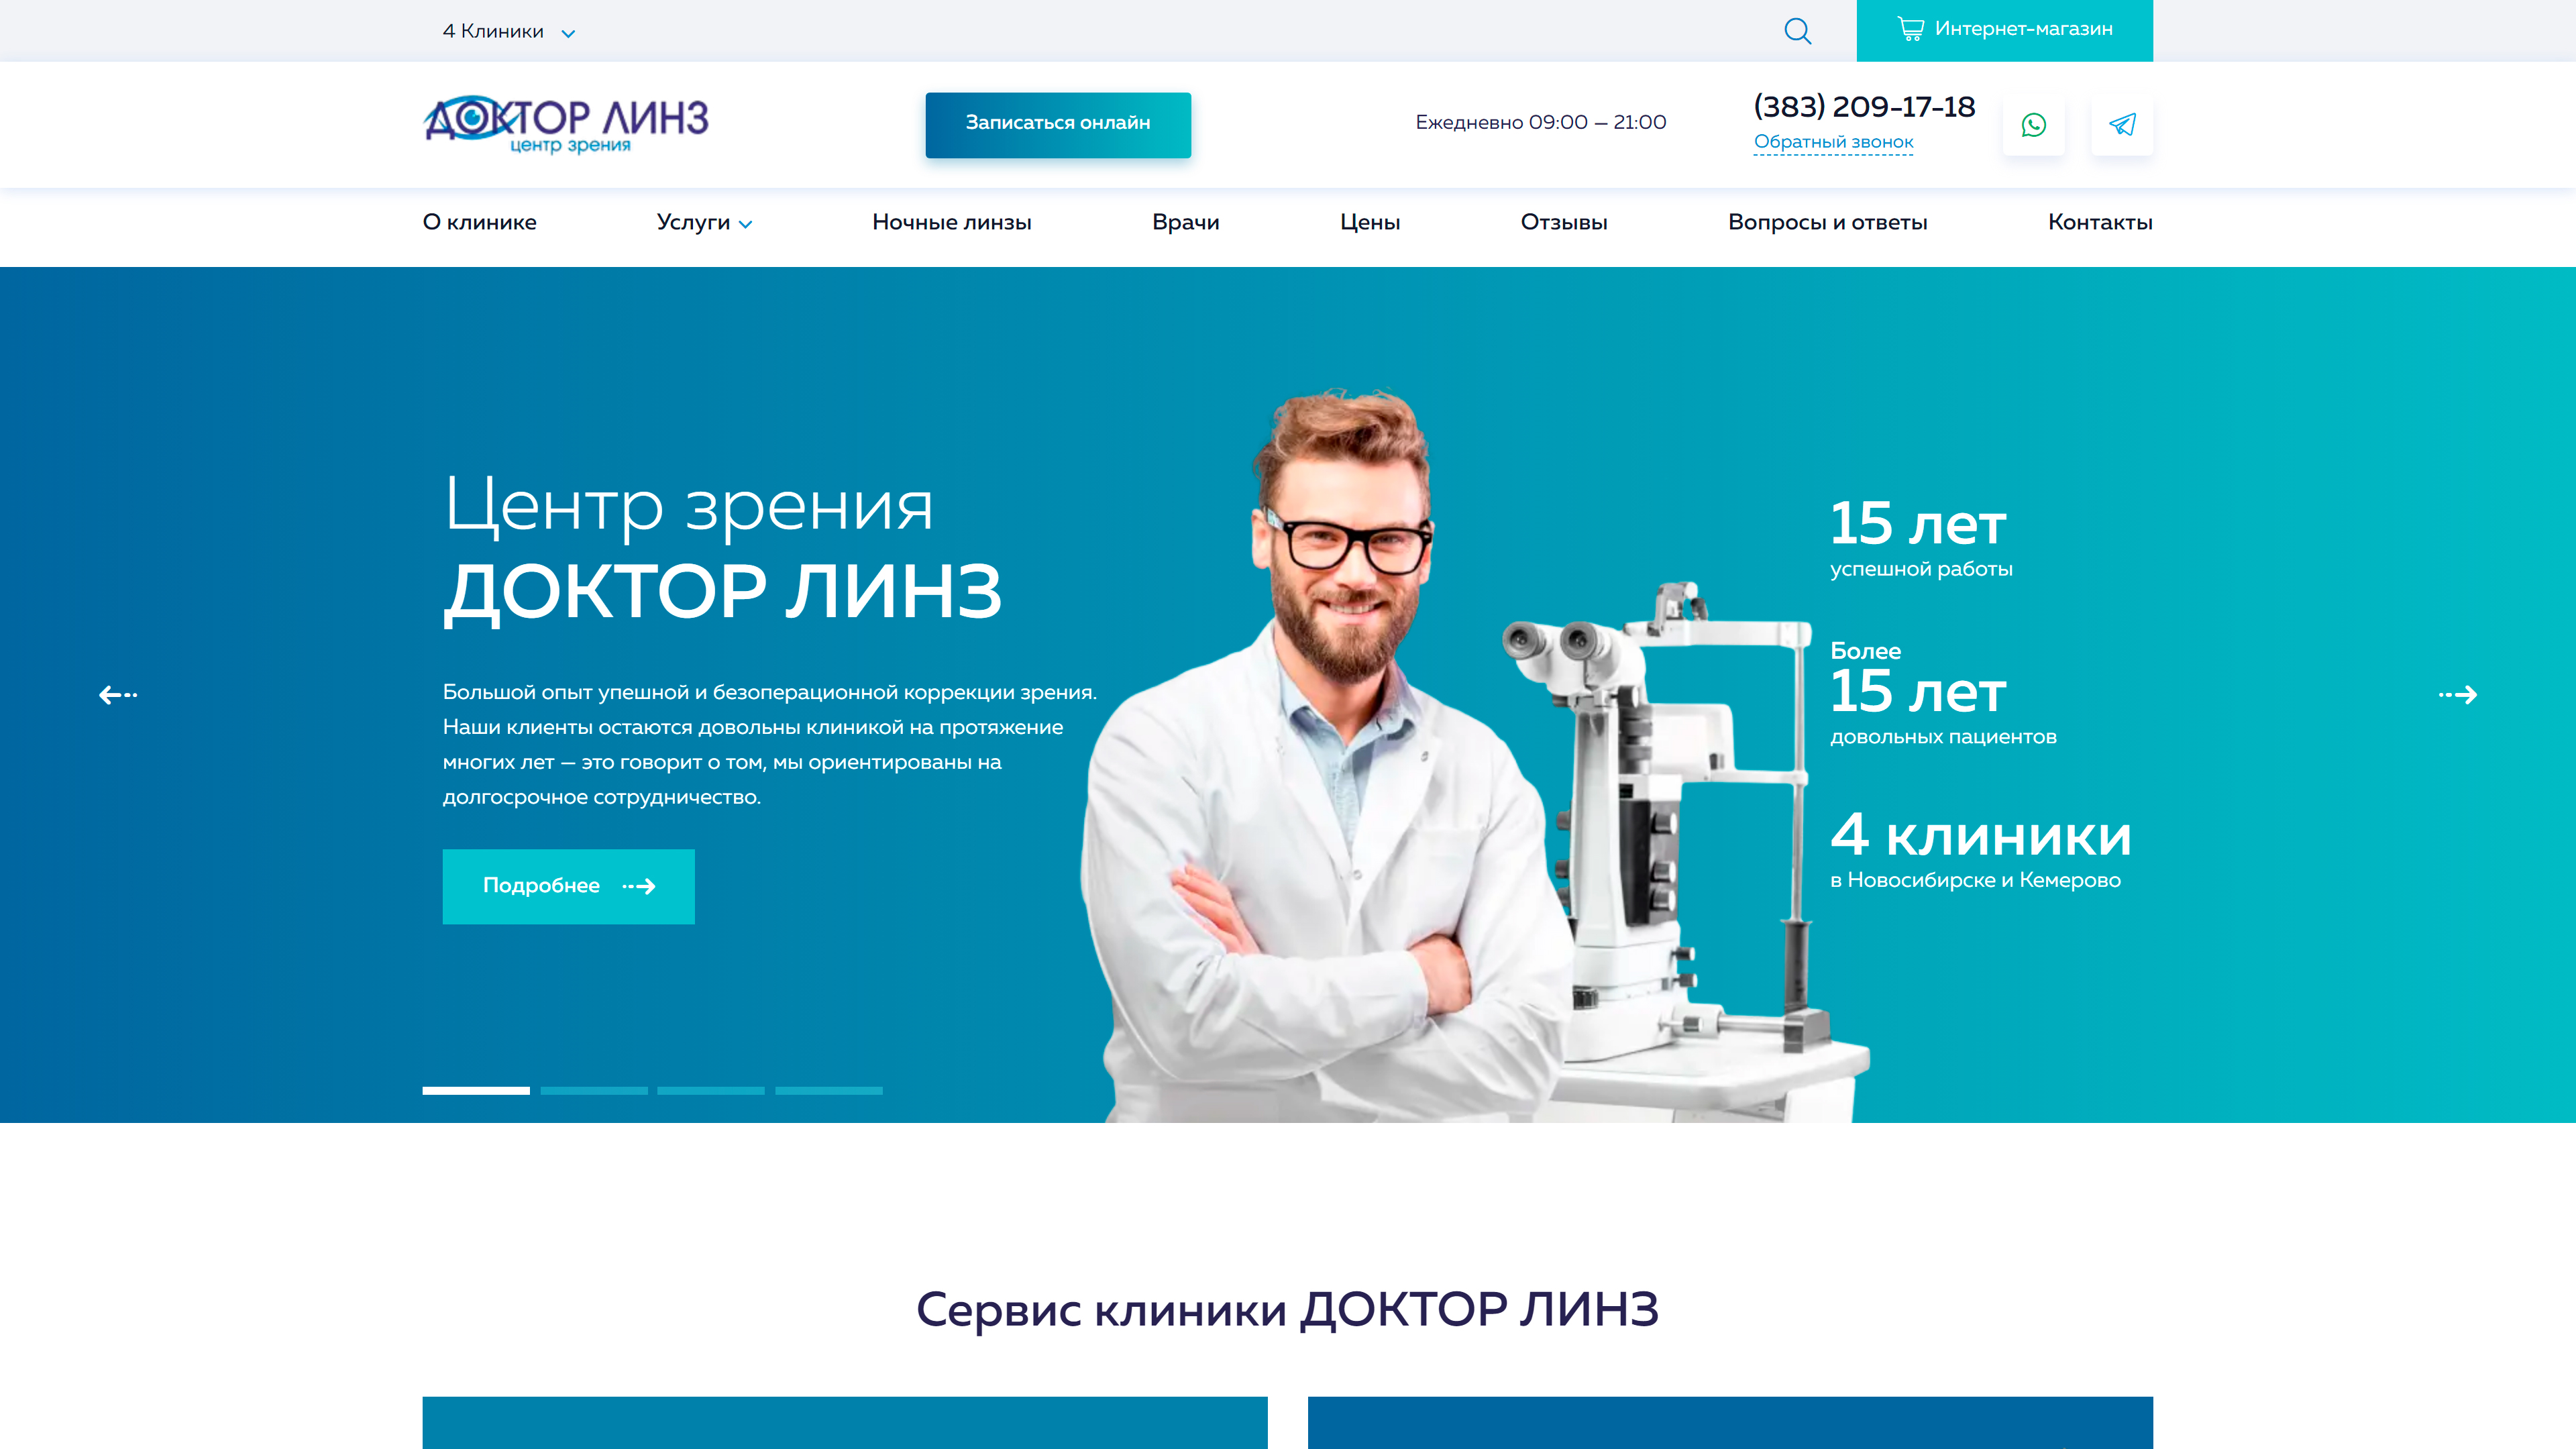 4 Клиники
Интернет-магазин
ДОКТОР ЛИНЗ
центр зрения
Записаться онлайн
Ежедневно 09:00 — 21:00
(383) 209-17-18
Обратный звонок
О клинике
Услуги
Ночные линзы
Врачи
Цены
Отзывы
Вопросы и ответы
Контакты
Центр зрения
ДОКТОР ЛИНЗ
Большой опыт упешной и безоперационной коррекции зрения.
Наши клиенты остаются довольны клиникой на протяжение
многих лет — это говорит о том, мы ориентированы на
долгосрочное сотрудничество.
Подробнее
15 лет
успешной работы
Более
15 лет
довольных пациентов
4 клиники
в Новосибирске и Кемерово
Сервис клиники ДОКТОР ЛИНЗ